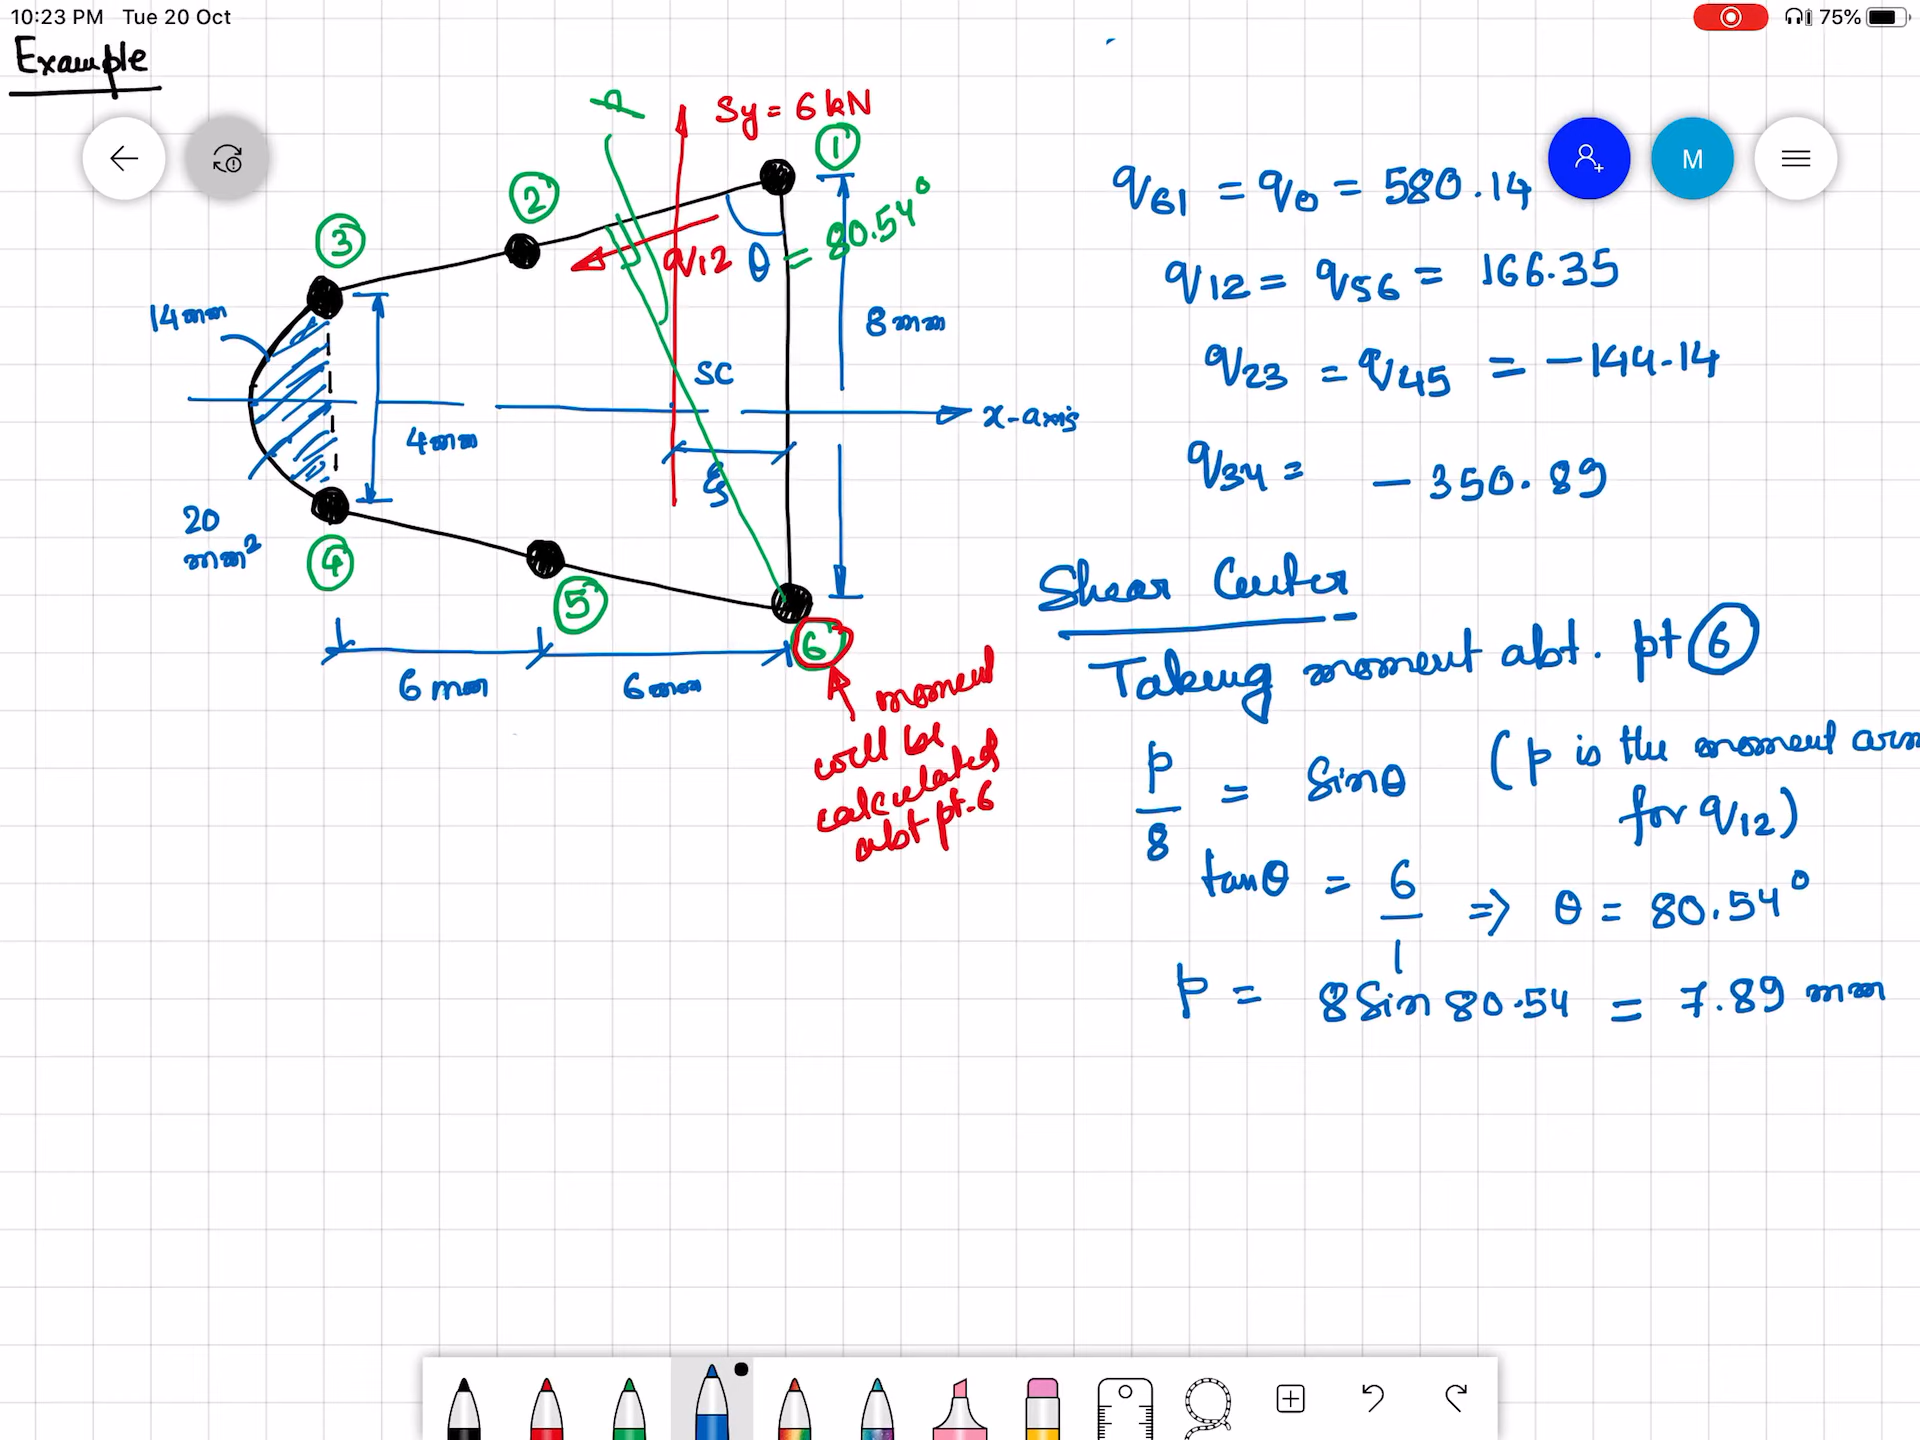 10:23 PM Tue 20 Oct
75%
Example
Sy = 6 kN
p
1
2
3
q12
θ = 80.54°
14mm
8mm
SC
x-axis
4mm
ξ
20 mm²
4
5
6
6mm
6mm
moment
will be
calculated
abt pt.6
M
q61 = q0 = 580.14
q12 = q56 = 166.35
q23 = q45 = -144.14
q34 = -350.89
Shear Center
Taking moment abt. pt 6
p/8 = Sinθ (p is the moment arm
for q12)
tanθ = 6/1 => θ = 80.54°
p = 8 Sin 80.54 = 7.89 mm